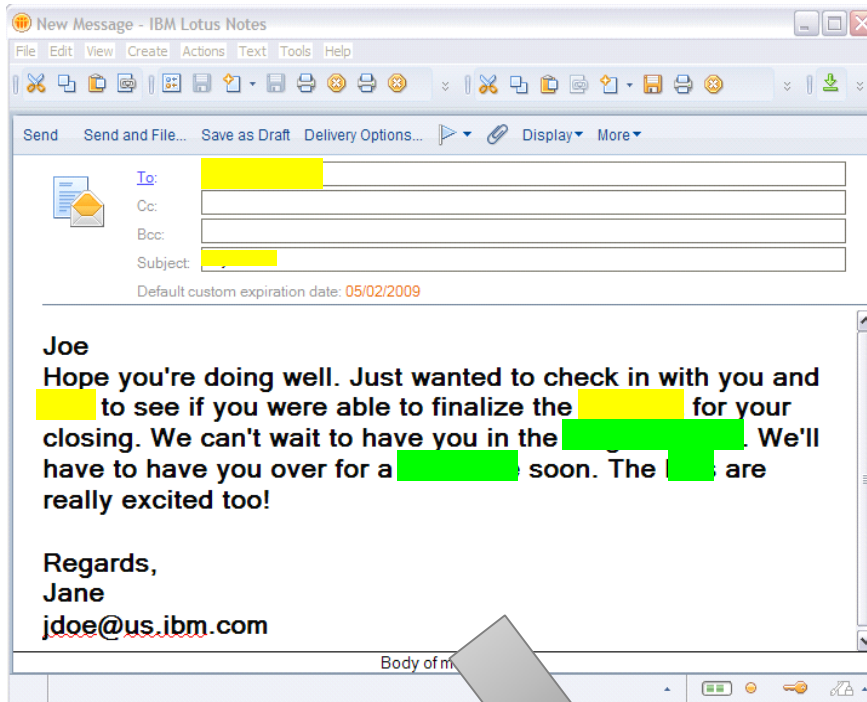 New Message - IBM Lotus Notes
File Edit View Create Actions Text Tools Help
Send Send and File... Save as Draft Delivery Options... Display More
To:
Cc:
Bcc:
Subject:
Default custom expiration date: 05/02/2009
Joe
Hope you're doing well. Just wanted to check in with you and
to see if you were able to finalize the for your
closing. We can't wait to have you in the . We'll
have to have you over for a soon. The are
really excited too!
Regards,
Jane
jdoe@us.ibm.com
Body of